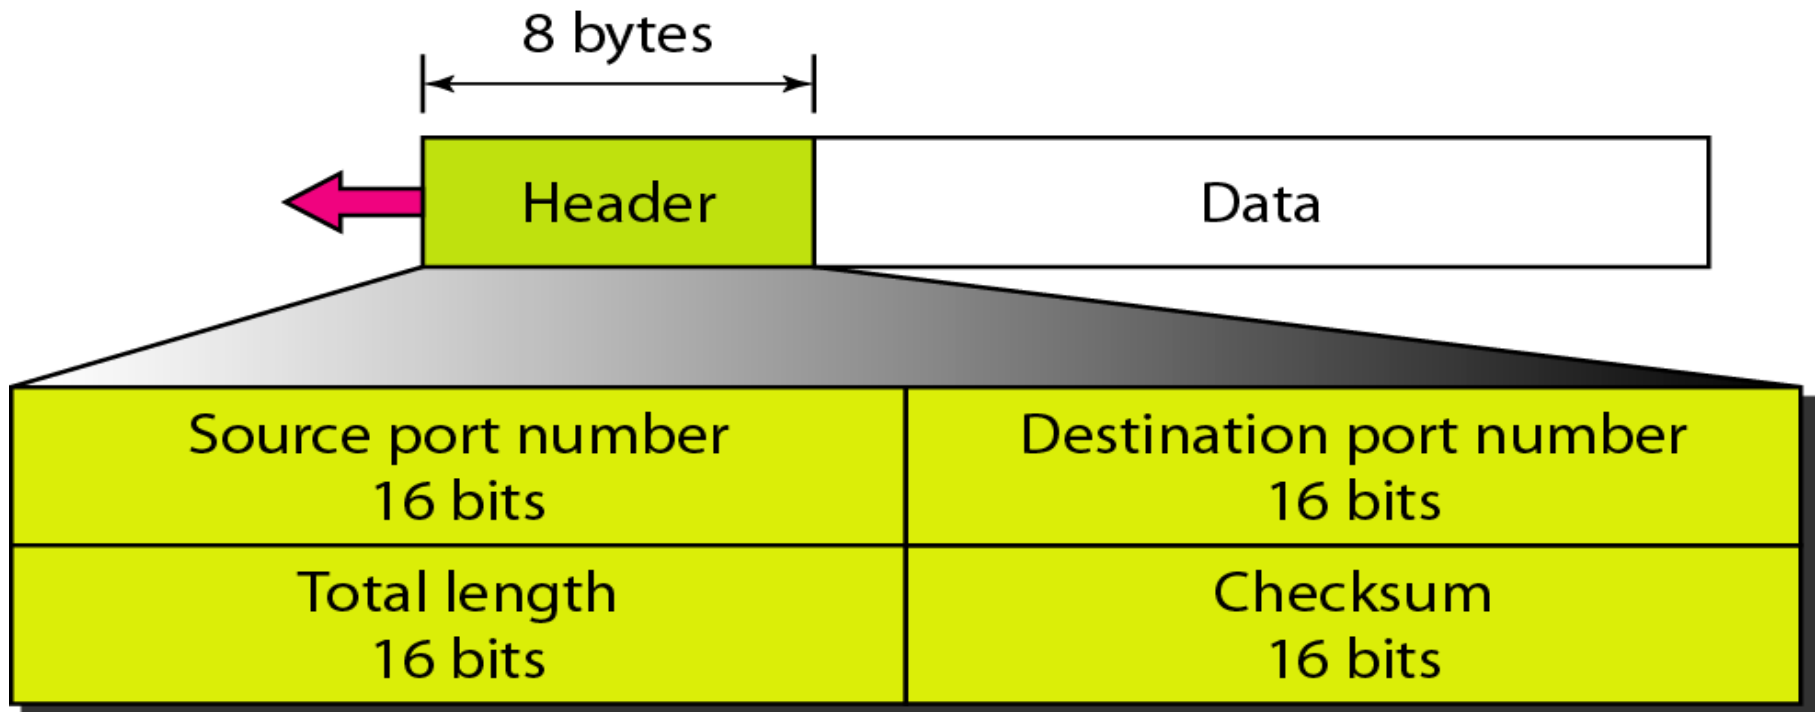 8 bytes
Header
Data
Source port number
16 bits
Destination port number
16 bits
Total length
16 bits
Checksum
16 bits